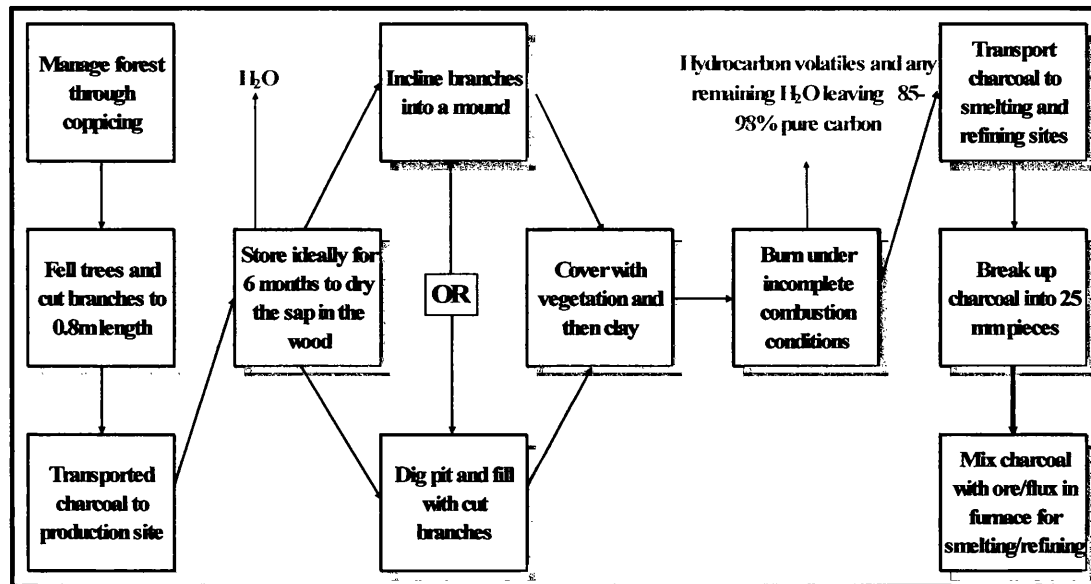 Manage forest
through
coppicing
Fell trees and
cut branches to
0.8m length
Transported
charcoal to
production site
H₂O
Store ideally for
6 months to dry
the sap in the
wood
Incline branches
into a mound
OR
Dig pit and fill
with cut
branches
Cover with
vegetation and
then clay
Hydrocarbon volatiles and any
remaining H₂O leaving 85-
98% pure carbon
Burn under
incomplete
combustion
conditions
Transport
charcoal to
smelting and
refining sites
Break up
charcoal into 25
mm pieces
Mix charcoal
with ore/flux in
furnace for
smelting/refining